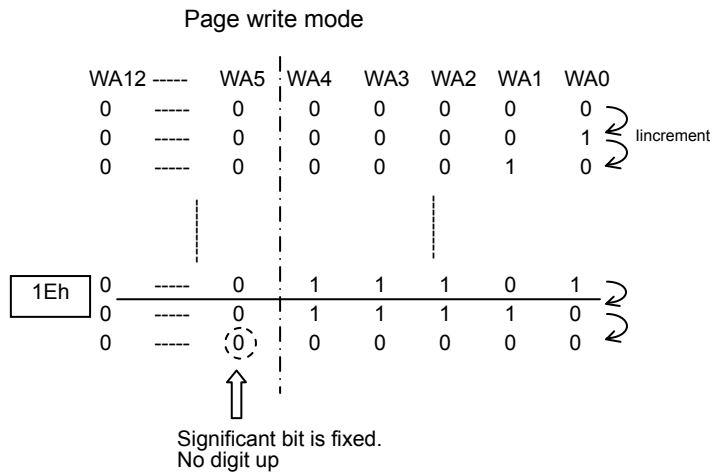 Page write mode
WA12 ----- WA5 WA4 WA3 WA2 WA1 WA0
0 ----- 0 0 0 0 0 0
0 ----- 0 0 0 0 0 1 Iincrement
0 ----- 0 0 0 0 1 0
1Eh 0 ----- 0 1 1 1 0 1
0 ----- 0 1 1 1 1 0
0 ----- 0 0 0 0 0 0
Significant bit is fixed.
No digit up